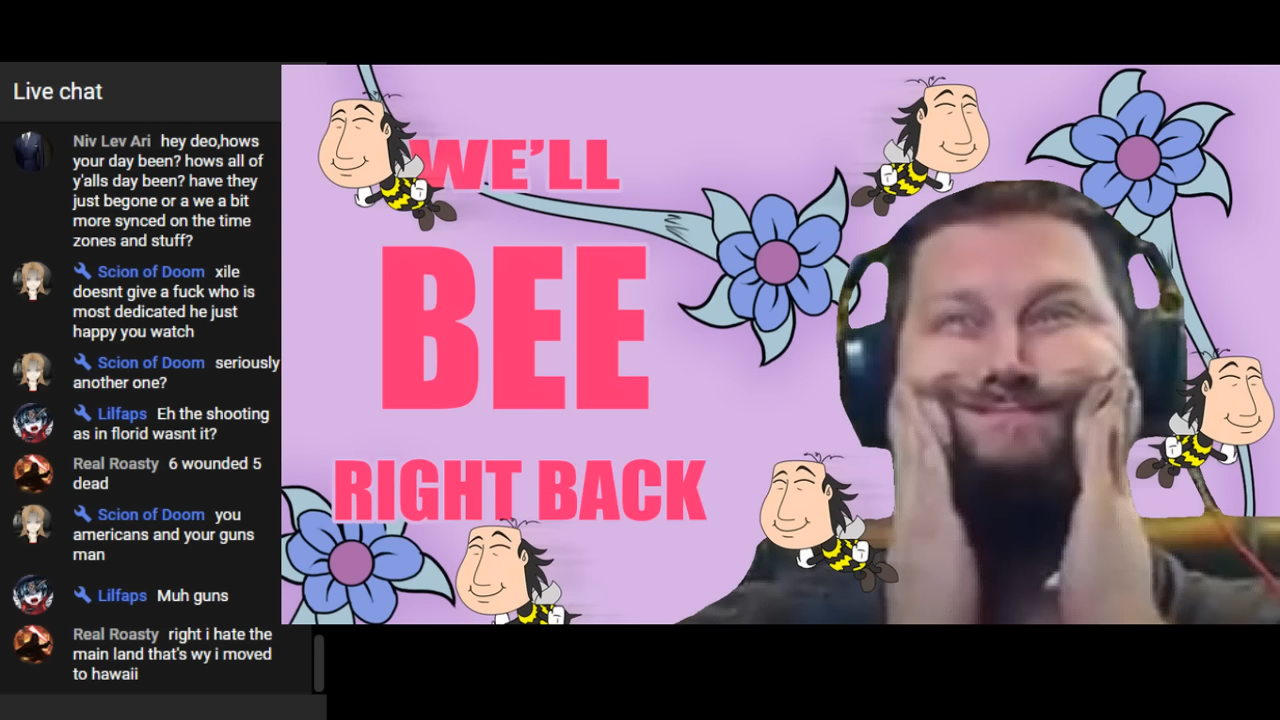 Live chat
Niv Lev Ari hey deo,hows
your day been? hows all of
y'alls day been? have they
just begone or a we a bit
more synced on the time
zones and stuff?
Scion of Doom xile
doesnt give a fuck who is
most dedicated he just
happy you watch
Scion of Doom seriously
another one?
Lilfaps Eh the shooting
as in florid wasnt it?
Real Roasty 6 wounded 5
dead
Scion of Doom you
americans and your guns
man
Lilfaps Muh guns
Real Roasty right i hate the
main land that's wy i moved
to hawaii
WE'LL
BEE
RIGHT BACK